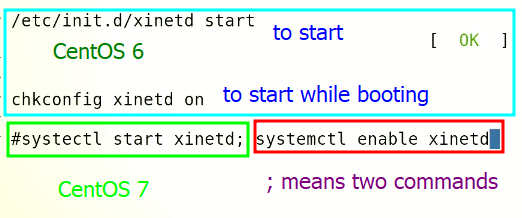 /etc/init.d/xinetd start
to start
[ OK ]
CentOS 6
chkconfig xinetd on
to start while booting
#systectl start xinetd; systemctl enable xinetd
CentOS 7
; means two commands